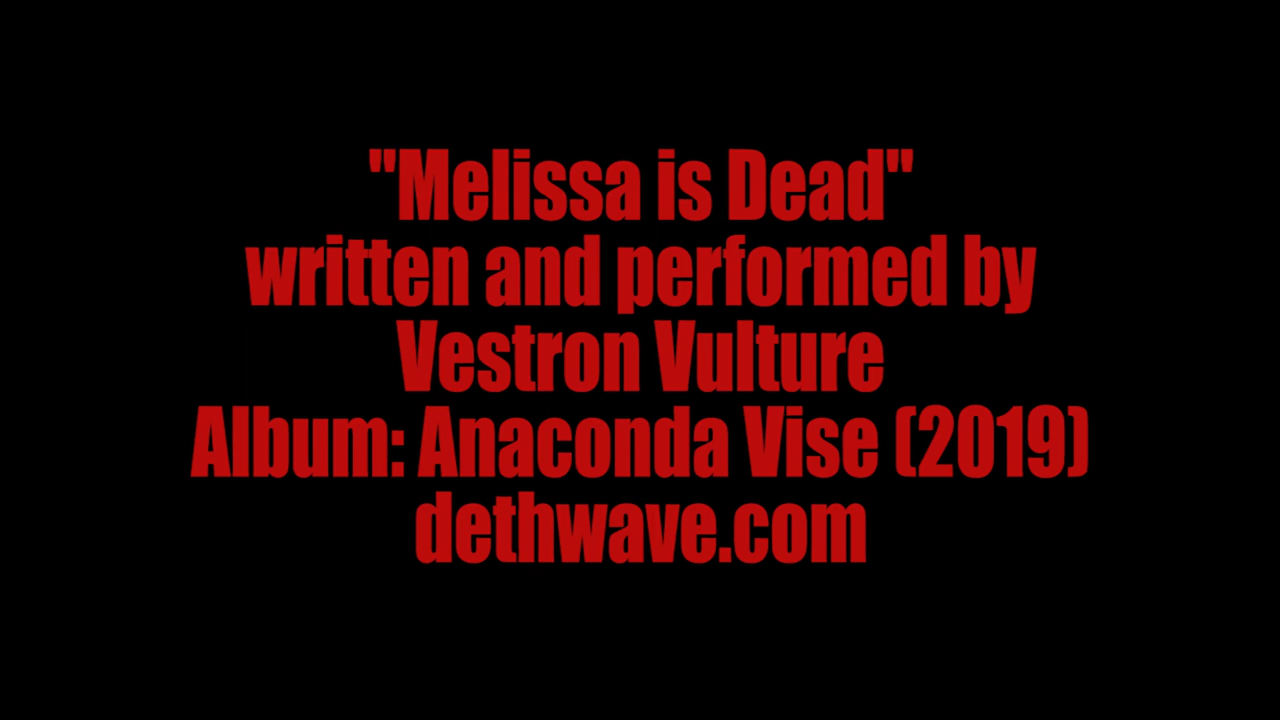 "Melissa is Dead"
written and performed by
Vestron Vulture
Album: Anaconda Vise (2019)
dethwave.com